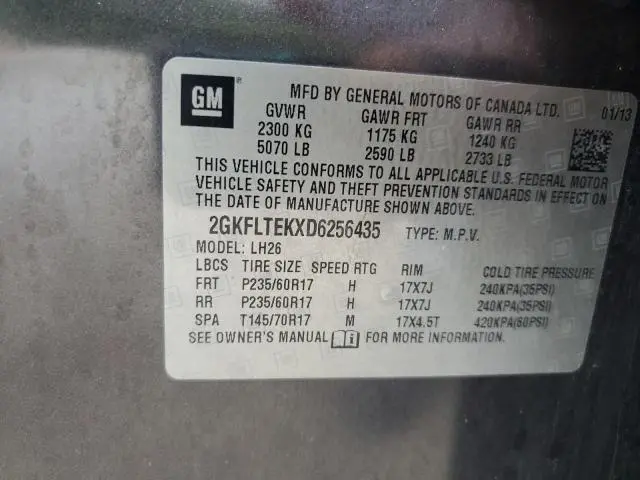 GM ®
MFD BY GENERAL MOTORS OF CANADA LTD. 01/13
GVWR GAWR FRT GAWR RR
2300 KG 1175 KG 1240 KG
5070 LB 2590 LB 2733 LB
THIS VEHICLE CONFORMS TO ALL APPLICABLE U.S. FEDERAL MOTOR
VEHICLE SAFETY AND THEFT PREVENTION STANDARDS IN EFFECT ON
THE DATE OF MANUFACTURE SHOWN ABOVE.
2GKFLTEKXD6256435 TYPE: M.P.V.
MODEL: LH26
LBCS TIRE SIZE SPEED RTG RIM COLD TIRE PRESSURE
FRT P235/60R17 H 17X7J 240KPA(35PSI)
RR P235/60R17 H 17X7J 240KPA(35PSI)
SPA T145/70R17 M 17X4.5T 420KPA(60PSI)
SEE OWNER'S MANUAL i FOR MORE INFORMATION.